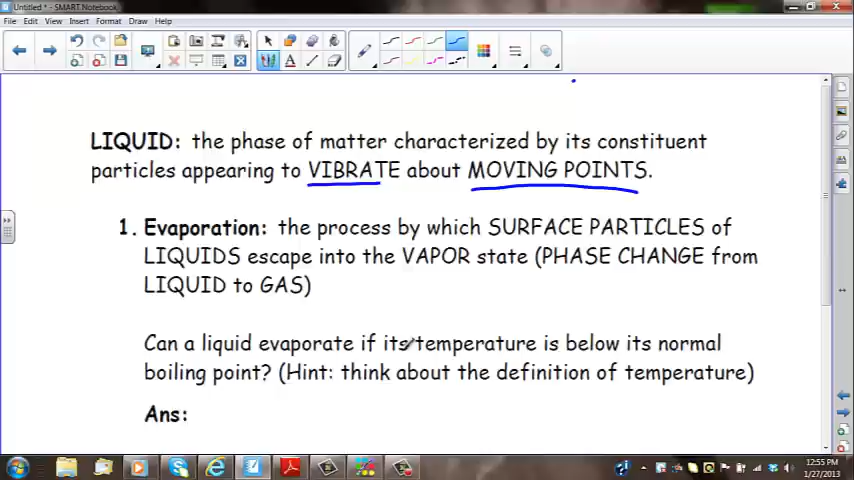 Untitled * - SMART Notebook
File Edit View Insert Format Draw Help
LIQUID: the phase of matter characterized by its constituent
particles appearing to VIBRATE about MOVING POINTS.
1. Evaporation: the process by which SURFACE PARTICLES of
LIQUIDS escape into the VAPOR state (PHASE CHANGE from
LIQUID to GAS)
Can a liquid evaporate if its temperature is below its normal
boiling point? (Hint: think about the definition of temperature)
Ans:
12:55 PM
1/27/2013